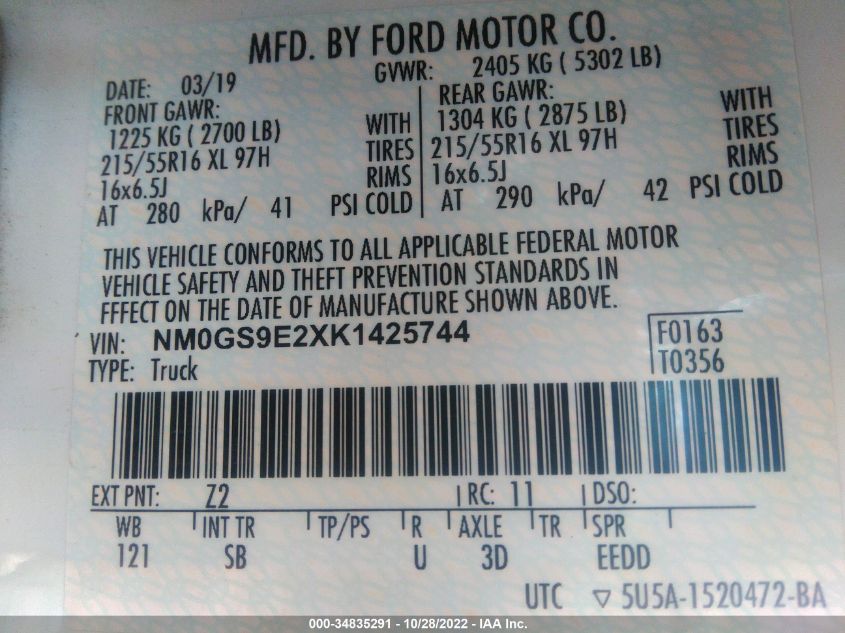 MFD. BY FORD MOTOR CO.
DATE: 03/19 GVWR: 2405 KG ( 5302 LB)
FRONT GAWR: REAR GAWR:
1225 KG ( 2700 LB) WITH 1304 KG ( 2875 LB) WITH
215/55R16 XL 97H TIRES 215/55R16 XL 97H TIRES
16x6.5J RIMS 16x6.5J RIMS
AT 280 kPa/ 41 PSI COLD AT 290 kPa/ 42 PSI COLD
THIS VEHICLE CONFORMS TO ALL APPLICABLE FEDERAL MOTOR
VEHICLE SAFETY AND THEFT PREVENTION STANDARDS IN
FFFECT ON THE DATE OF MANUFACTURE SHOWN ABOVE.
VIN: NM0GS9E2XK1425744 F0163
TYPE: Truck T0356
EXT PNT: Z2 RC: 11 DSO:
WB INT TR TP/PS R AXLE TR SPR
121 SB U 3D EEDD
UTC ▽ 5U5A-1520472-BA
000-34835291 - 10/28/2022 - IAA Inc.